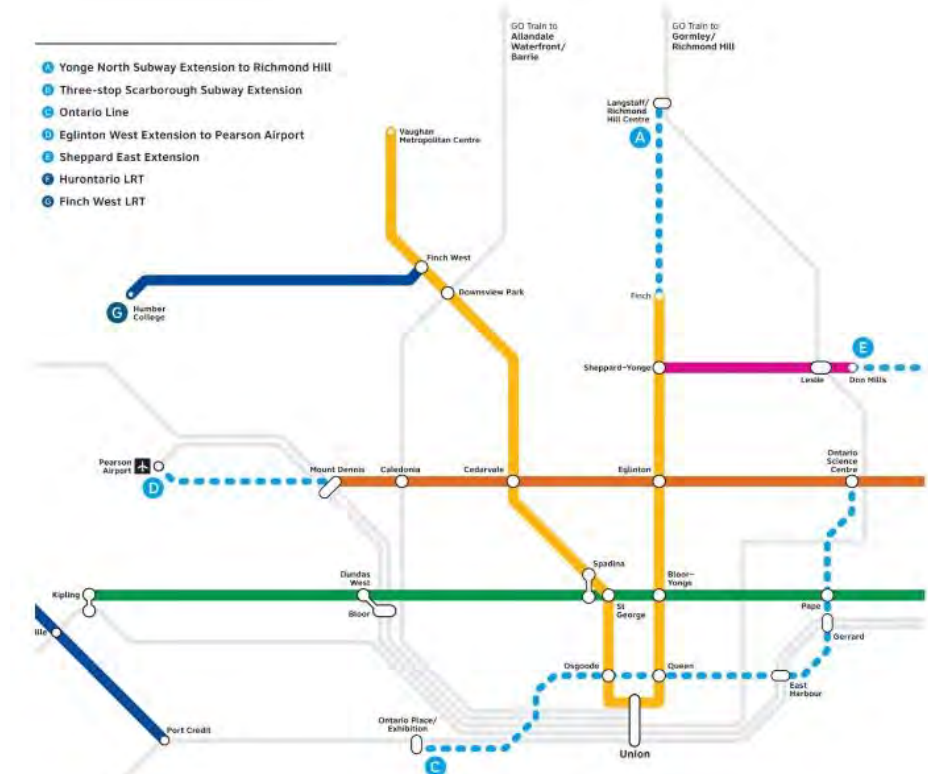 GO Train to
Allandale
Waterfront/
Barrie
GO Train to
Gormley/
Richmond Hill
A Yonge North Subway Extension to Richmond Hill
B Three-stop Scarborough Subway Extension
C Ontario Line
D Eglinton West Extension to Pearson Airport
E Sheppard East Extension
F Hurontario LRT
G Finch West LRT
Langstaff/
Richmond
Hill Centre
A
Vaughan
Metropolitan Centre
Finch West
Downsview Park
Finch
G
Humber
College
E
Sheppard-Yonge
Leslie
Don Mills
Pearson
Airport
D
Mount Dennis
Caledonia
Cedarvale
Eglinton
Ontario
Science
Centre
Kipling
Dundas
West
Bloor
Spadina
St
George
Bloor-
Yonge
Pape
Gerrard
lle
Osgoode
Queen
East
Harbour
Port Credit
Ontario Place/
Exhibition
C
Union